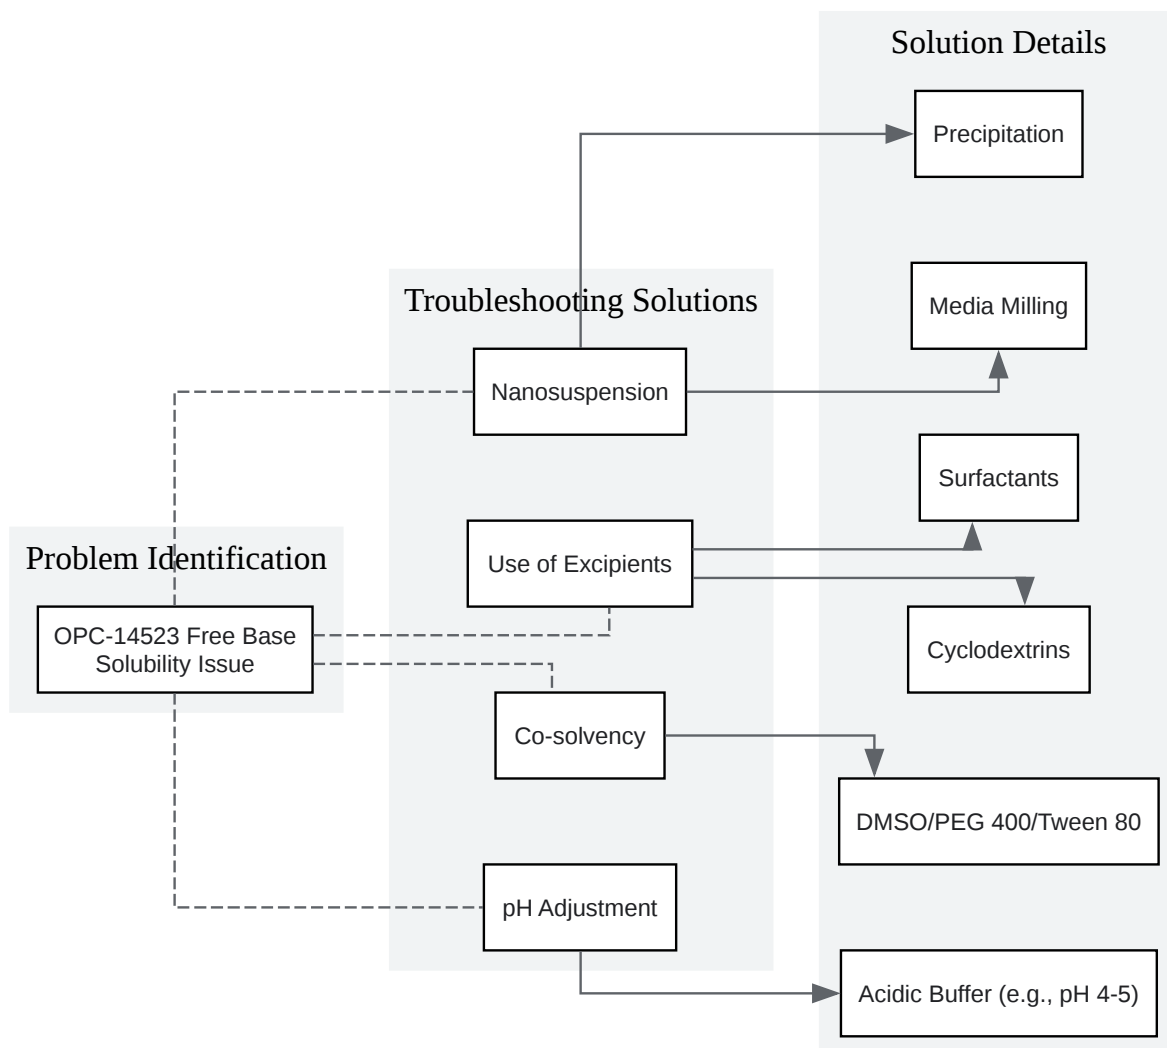 Solution Details
Precipitation
Media Milling
Troubleshooting Solutions
Nanosuspension
Surfactants
Use of Excipients
Problem Identification
OPC-14523 Free Base
Solubility Issue
Cyclodextrins
Co-solvency
DMSO/PEG 400/Tween 80
pH Adjustment
Acidic Buffer (e.g., pH 4-5)